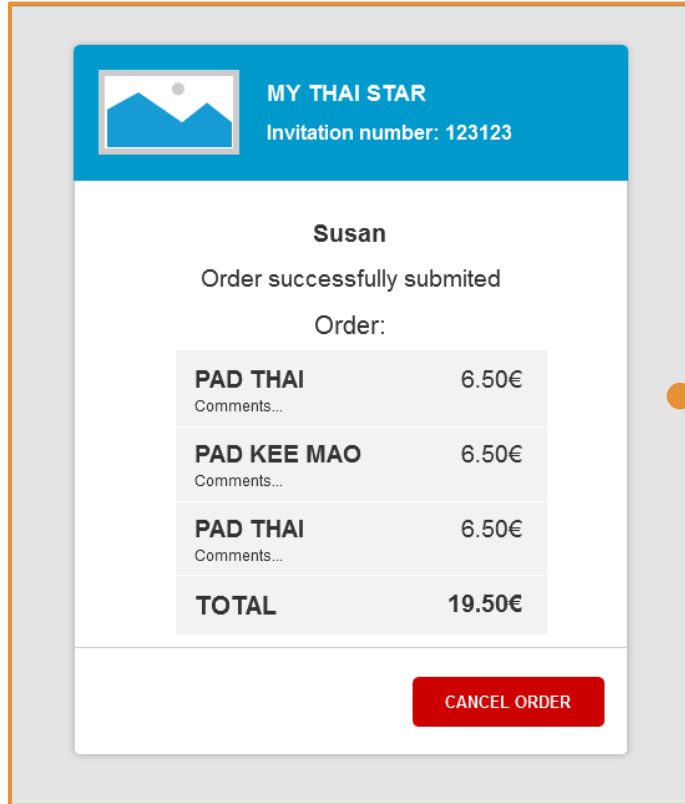 MY THAI STAR
Invitation number: 123123
Susan
Order successfully submited
Order:
PAD THAI 6.50€
Comments...
PAD KEE MAO 6.50€
Comments...
PAD THAI 6.50€
Comments...
TOTAL 19.50€
CANCEL ORDER